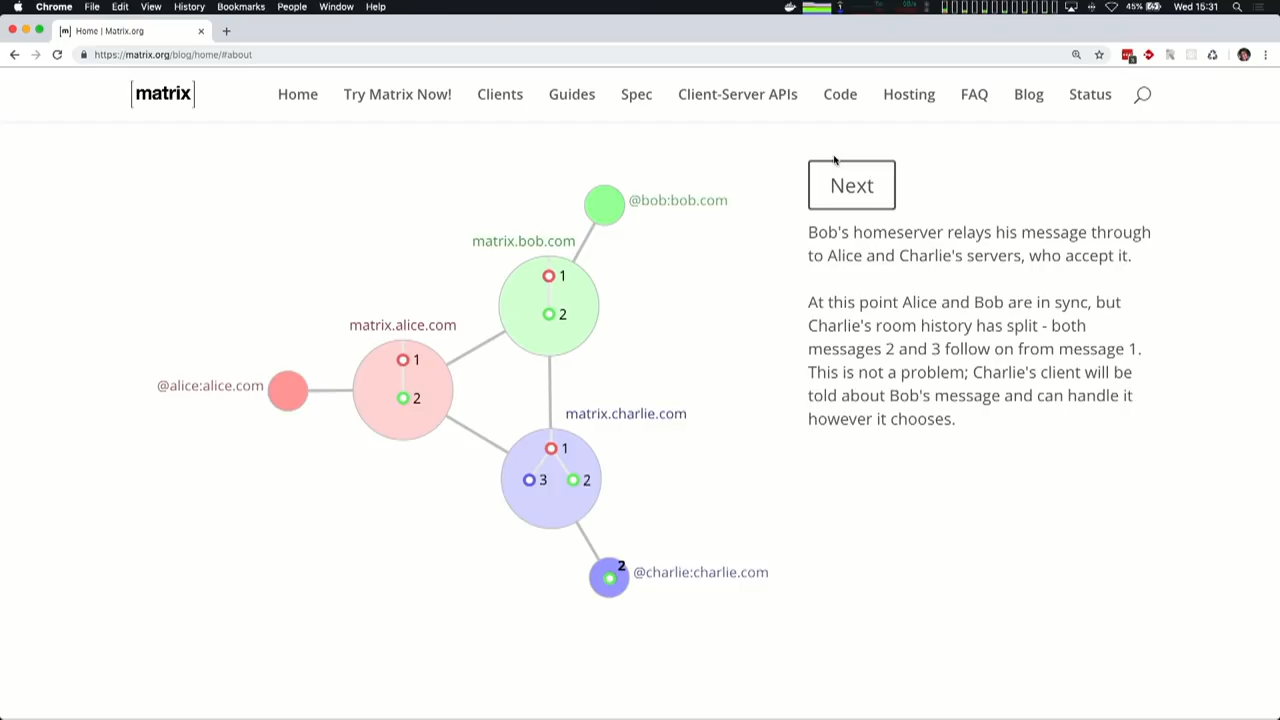 Chrome File Edit View History Bookmarks People Window Help
45% Wed 15:31
[m] Home | Matrix.org
https://matrix.org/blog/home/#about
[matrix]
Home Try Matrix Now! Clients Guides Spec Client-Server APIs Code Hosting FAQ Blog Status
Next
Bob's homeserver relays his message through
to Alice and Charlie's servers, who accept it.
At this point Alice and Bob are in sync, but
Charlie's room history has split - both
messages 2 and 3 follow on from message 1.
This is not a problem; Charlie's client will be
told about Bob's message and can handle it
however it chooses.
@bob:bob.com
matrix.bob.com
1
2
matrix.alice.com
1
@alice:alice.com
2
matrix.charlie.com
1
3 2
2
@charlie:charlie.com